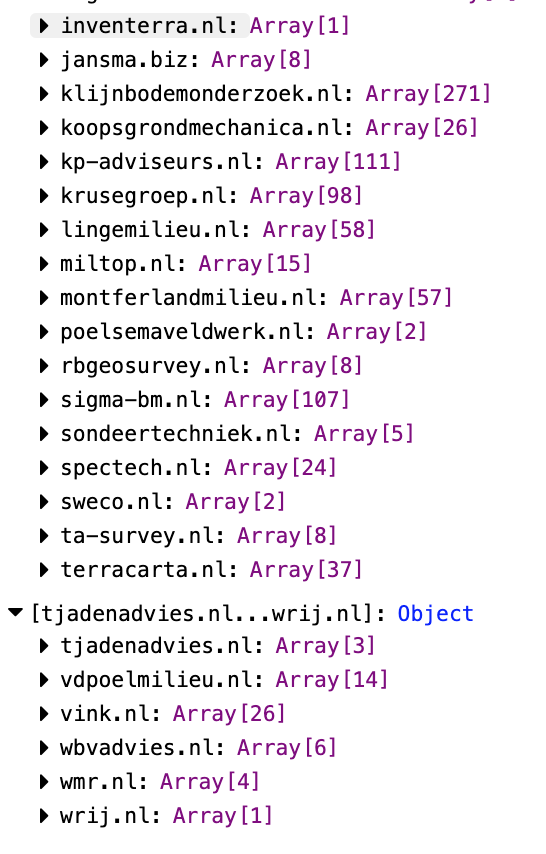 inventerra.nl: Array[1]
jansma.biz: Array[8]
klijnbodemonderzoek.nl: Array[271]
koopsgrondmechanica.nl: Array[26]
kp-adviseurs.nl: Array[111]
krusegroep.nl: Array[98]
lingemilieu.nl: Array[58]
miltop.nl: Array[15]
montferlandmilieu.nl: Array[57]
poelsemaveldwerk.nl: Array[2]
rbgeosurvey.nl: Array[8]
sigma-bm.nl: Array[107]
sondeertechniek.nl: Array[5]
spectech.nl: Array[24]
sweco.nl: Array[2]
ta-survey.nl: Array[8]
terracarta.nl: Array[37]
[tjadenadvies.nl...wrij.nl]: Object
tjadenadvies.nl: Array[3]
vdpoelmilieu.nl: Array[14]
vink.nl: Array[26]
wbvadvies.nl: Array[6]
wmr.nl: Array[4]
wrij.nl: Array[1]